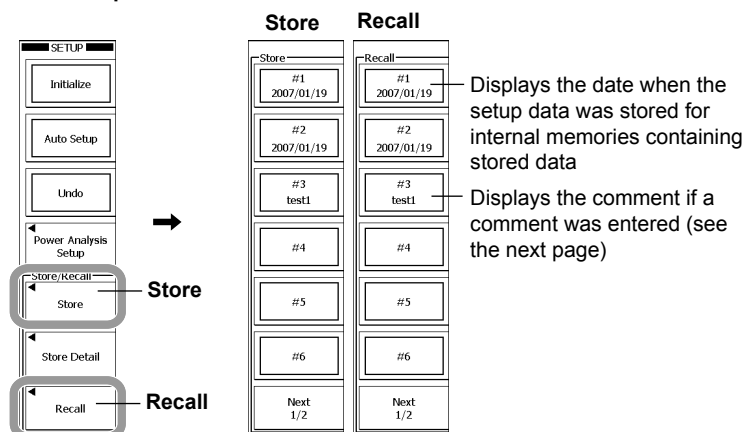 Store Recall
SETUP
Initialize
Auto Setup
Undo
Power Analysis
Setup
Store/Recall
Store
Store Detail
Recall
Store
Recall
Store
#1
2007/01/19
#2
2007/01/19
#3
test1
#4
#5
#6
Next
1/2
Recall
#1
2007/01/19
#2
2007/01/19
#3
test1
#4
#5
#6
Next
1/2
Displays the date when the
setup data was stored for
internal memories containing
stored data
Displays the comment if a
comment was entered (see
the next page)